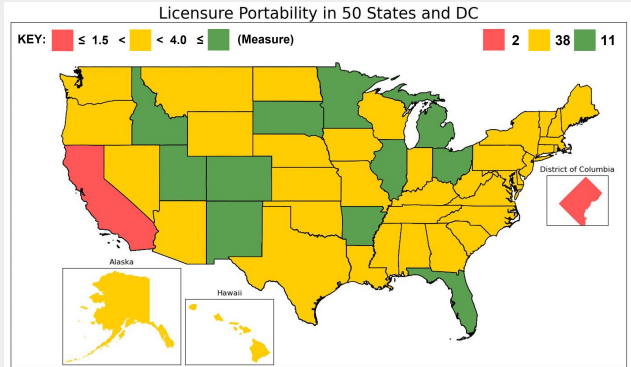 Licensure Portability in 50 States and DC
KEY: ≤ 1.5 < < 4.0 ≤ (Measure) 2 38 11
District of Columbia
Alaska
Hawaii